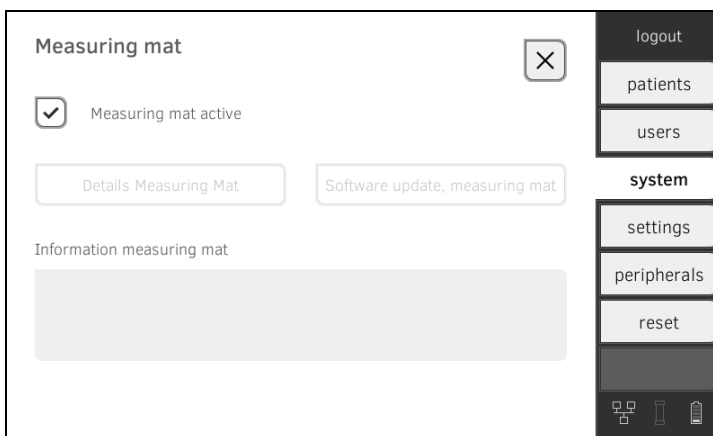 Measuring mat
Measuring mat active
Details Measuring Mat
Software update, measuring mat
Information measuring mat
logout
patients
users
system
settings
peripherals
reset